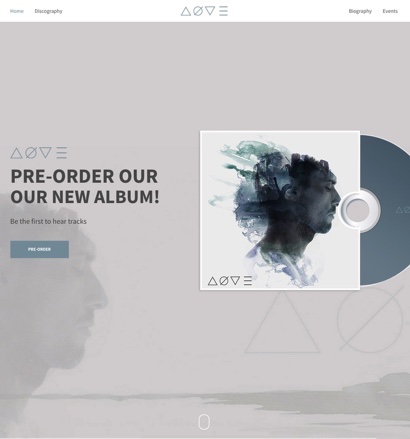 Home Discography Biography Events
PRE-ORDER OUR
OUR NEW ALBUM!
Be the first to hear tracks
PRE-ORDER